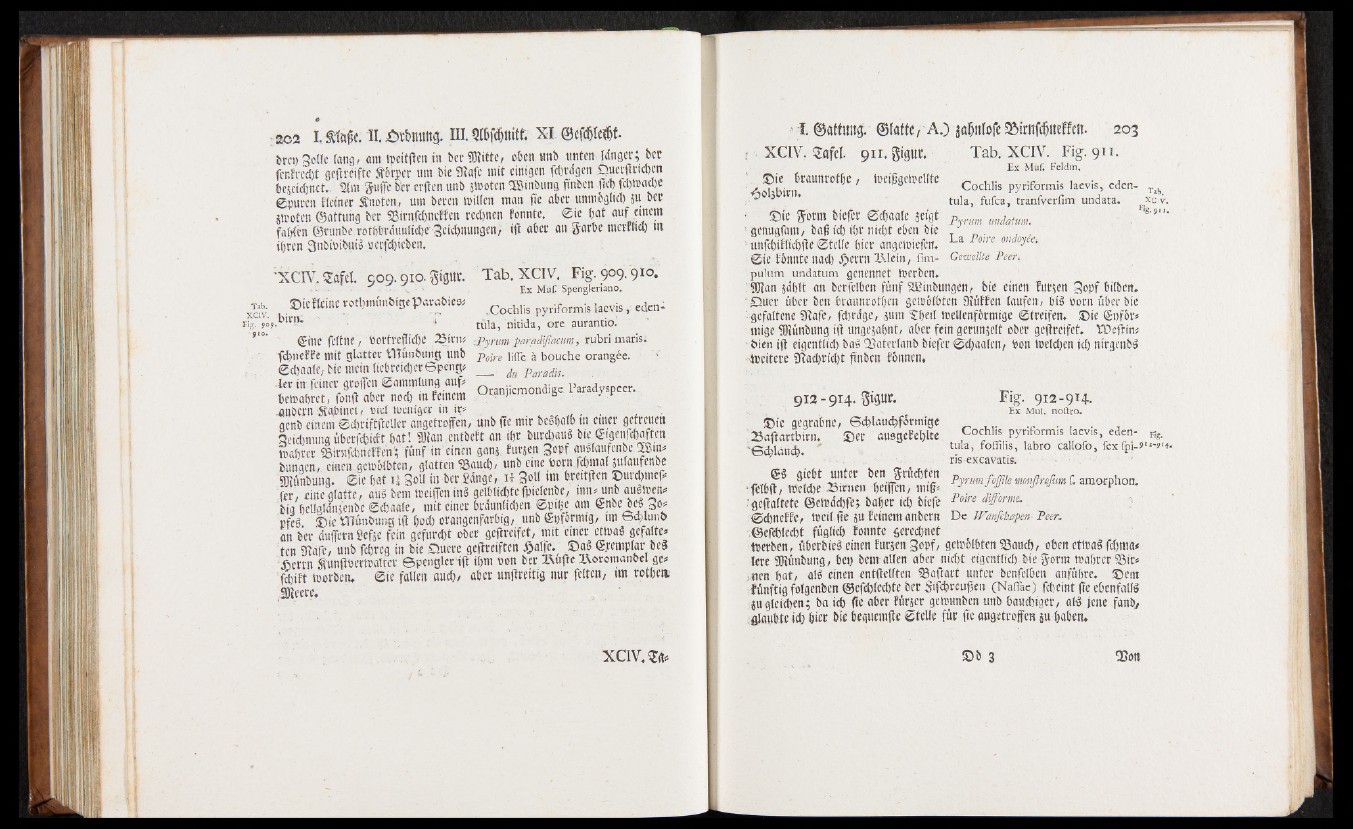 202 I. Klaße. II. Ordnung. III. Abschnitt. XI. Geschlecht.
drey Zolle lang, am weitsten in der Mitte, oben und unten länger; der
senkrecht gestreifte Körper um die Nase mit einigen schrägen Querstrichen
bezeichnet. Am Fusse der ersten und zwoten Windung finden sich schwache
Spuren kleiner Knoten, um deren willen man sie aber unmöglich zu der
zwoten Gattung der Birnschnekken rechnen konnte. Sie hat auf einem
fahlen Grunde rothbräunliche Zeichnungen, ist aber an Farbe merklich in
ihren Individuis verschieden.
XCIV. Tafel. 909. 910. Figur.
Tab. XCIV. Fig. 909. 910.
Ex Mus. Spengleriano.
Tab.
XCIV.
Fig. 909.
910.
Die kleine rothmündige Paradies-
birn.
Eine seltne, vortrefliche Birn-
schnekke mit glatter Mündung und
Schaale, die mein liebreicher Speng-
ler in seiner grossen Sammlung auf-
bewahret, sonst aber noch in keinem
andern Kabinet, viel weniger in ir-
Cochlis pyriformis laevis, eden-
tula, nitida, ore aurantio.
Pyrum paradisiacum, rubri maris.
Poire lisse à bouche orangée.
—— du Paradis.
Oranjiemondige Paradyspeer.
gend einem Schriftsteller angetroffen, und sie mir deshalb in einer getreuen
Zeichnung überschikt hat! Man entdekt an ihr durchaus die Eigenschaften
wahrer Birnschnekken; fünf in einen ganz kurzen Zopf auslaufende Win-
dungen, einen gewölbten, glatten Bauch, und eine vorn schmal zulaufende
Mündung. Sie hat 1¾ Zoll in der Länge, 1¼ Zoll im breitsten Durchmes-
ser, eine glatte, aus dem weissen ins gelblichte spielende, inn- und auswen-
dig hellglänzende Schaale, mit einer bräunlichen Spitze am Ende des Zo-
pfes. Die Mündung ist hoch orangenfarbig, und Eyförmig, im Schlund
an der äussern Lefze fein gefurcht oder gestreifet, mit einer etwas gefalte-
ten Nase, und schreg in die Quere gestreiften Halse. Das Exemplar des
Herrn Kunstverwalter Spengler ist ihm von der Küste Koromandel ge-
schikt worden. Sie fallen auch, aber unstreitig nur selten, im rothen
Meere.
XCIV. Ta-
I. Gattung. Glatte, A.) zahnlose Birnschnekken. 203
XCIV. Tafel. 911. Figur.
Tab. XCIV. Fig. 911.
Ex Mus. Feldm.
Die braunrothe, weißgewellte
Holzbirn.
Die Form dieser Schaale zeigt
genugsam, daß ich ihr nicht eben die
unschiklichste Stelle hier angewiesen.
Sie könnte nach Herrn Klein, sim-
pulum undatum genennet werden.
Cochlis pyriformis laevis, eden-
tula, fusca, transversim undata.
Pyrum undatum.
La Poire ondoyée.
Gewellte Peer.
Tab.
XCIV.
Fig. 911.
Man zählt an derselben fünf Windungen, die einen kurzen Zopf bilden.
Quer über den braunrothen gewölbten Rükken laufen, bis vorn über die
gefaltene Nase, schräge, zum Theil wellenförmige Streifen. Die Eyför-
mige Mündung ist ungezahnt, aber fein gerunzelt oder gestreifet. Westin-
dien ist eigentlich das Vaterland dieser Schaalen, von welchen ich nirgends
weitere Nachricht finden können.
912-914. Figur.
Fig. 912-914.
Ex Mus. nostro.
Die gegrabne, Schlauchförmige
Bastartbirn. Der ausgekehlte
Schlauch.
Es giebt unter den Früchten
selbst, welche Birnen heissen, miß-
gestaltete Gewächse; daher ich diese
Schnekke, weil sie zu keinem andern
Geschlecht füglich konnte gerechnet
Cochlis pyriformis laevis, eden-
tula, fossilis, labro calloso, sex spi-
ris excavatis.
Pyrum fossile monstrosum s. amorphon.
Poire difforme.
De Wanschapen Peer.
Fig.
912-914.
werden, überdies einen kurzen Zopf, gewölbten Bauch, oben etwas schma-
lere Mündung, bey dem allen aber nicht eigentlich die Form wahrer Bir-
nen hat, als einen entstellten Bastart unter denselben anführe. Dem
künftig folgenden Geschlechte der Fischreußen (Nassae) scheint sie ebenfalls
zu gleichen; da ich sie aber kürzer gewunden und bauchiger, als jene fand,
glaubte ich hier die bequemste Stelle für sie angetroffen zu haben.
Dd 3 Von